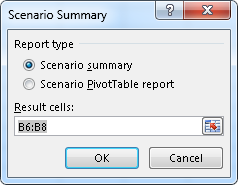 Scenario Summary
Report type
Scenario summary
Scenario PivotTable report
Result cells:
B6:B8
OK
Cancel